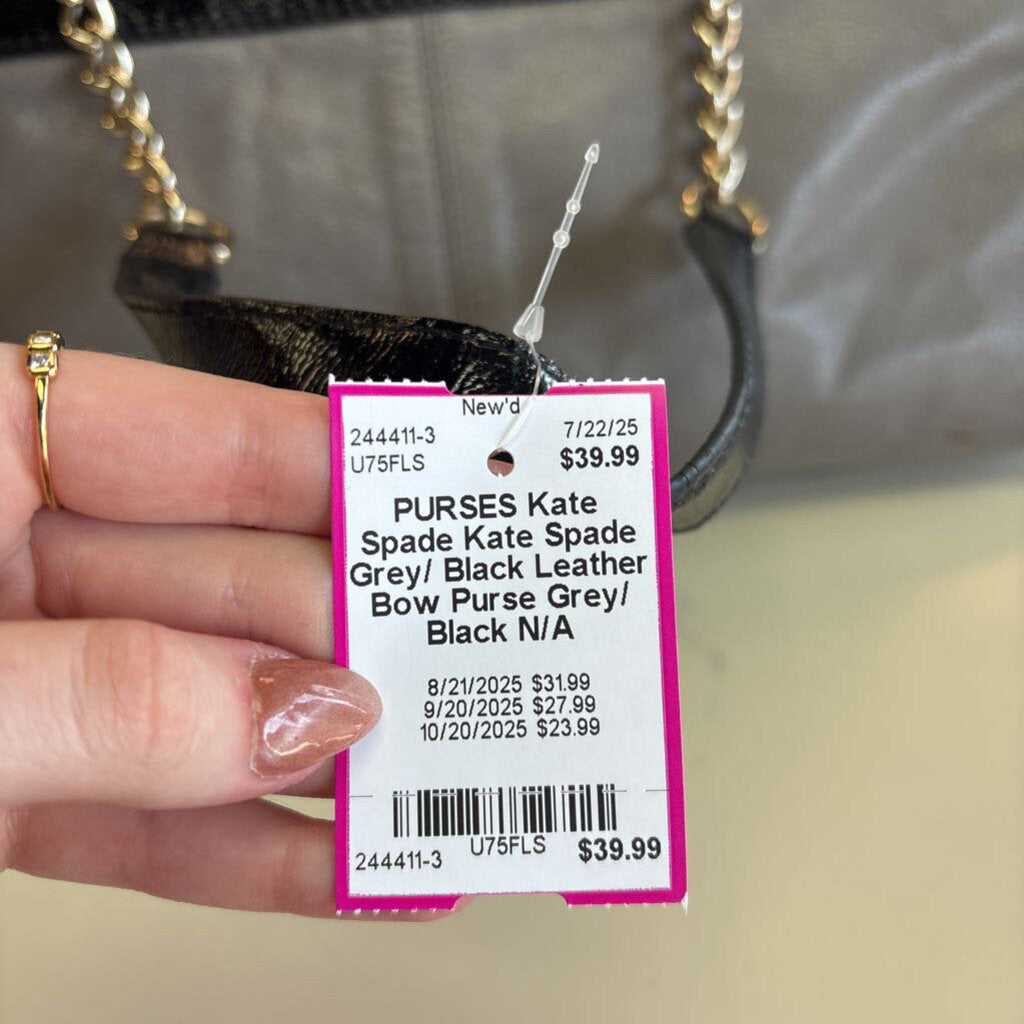 New'd
244411-3 7/22/25
U75FLS $39.99
PURSES Kate
Spade Kate Spade
Grey/ Black Leather
Bow Purse Grey/
Black N/A
8/21/2025 $31.99
9/20/2025 $27.99
10/20/2025 $23.99
244411-3 U75FLS $39.99